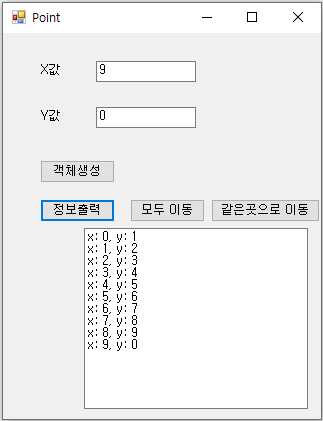 Point
X값
9
Y값
0
객체생성
정보출력 모두 이동 같은곳으로 이동
x: 0, y: 1
x: 1, y: 2
x: 2, y: 3
x: 3, y: 4
x: 4, y: 5
x: 5, y: 6
x: 6, y: 7
x: 7, y: 8
x: 8, y: 9
x: 9, y: 0